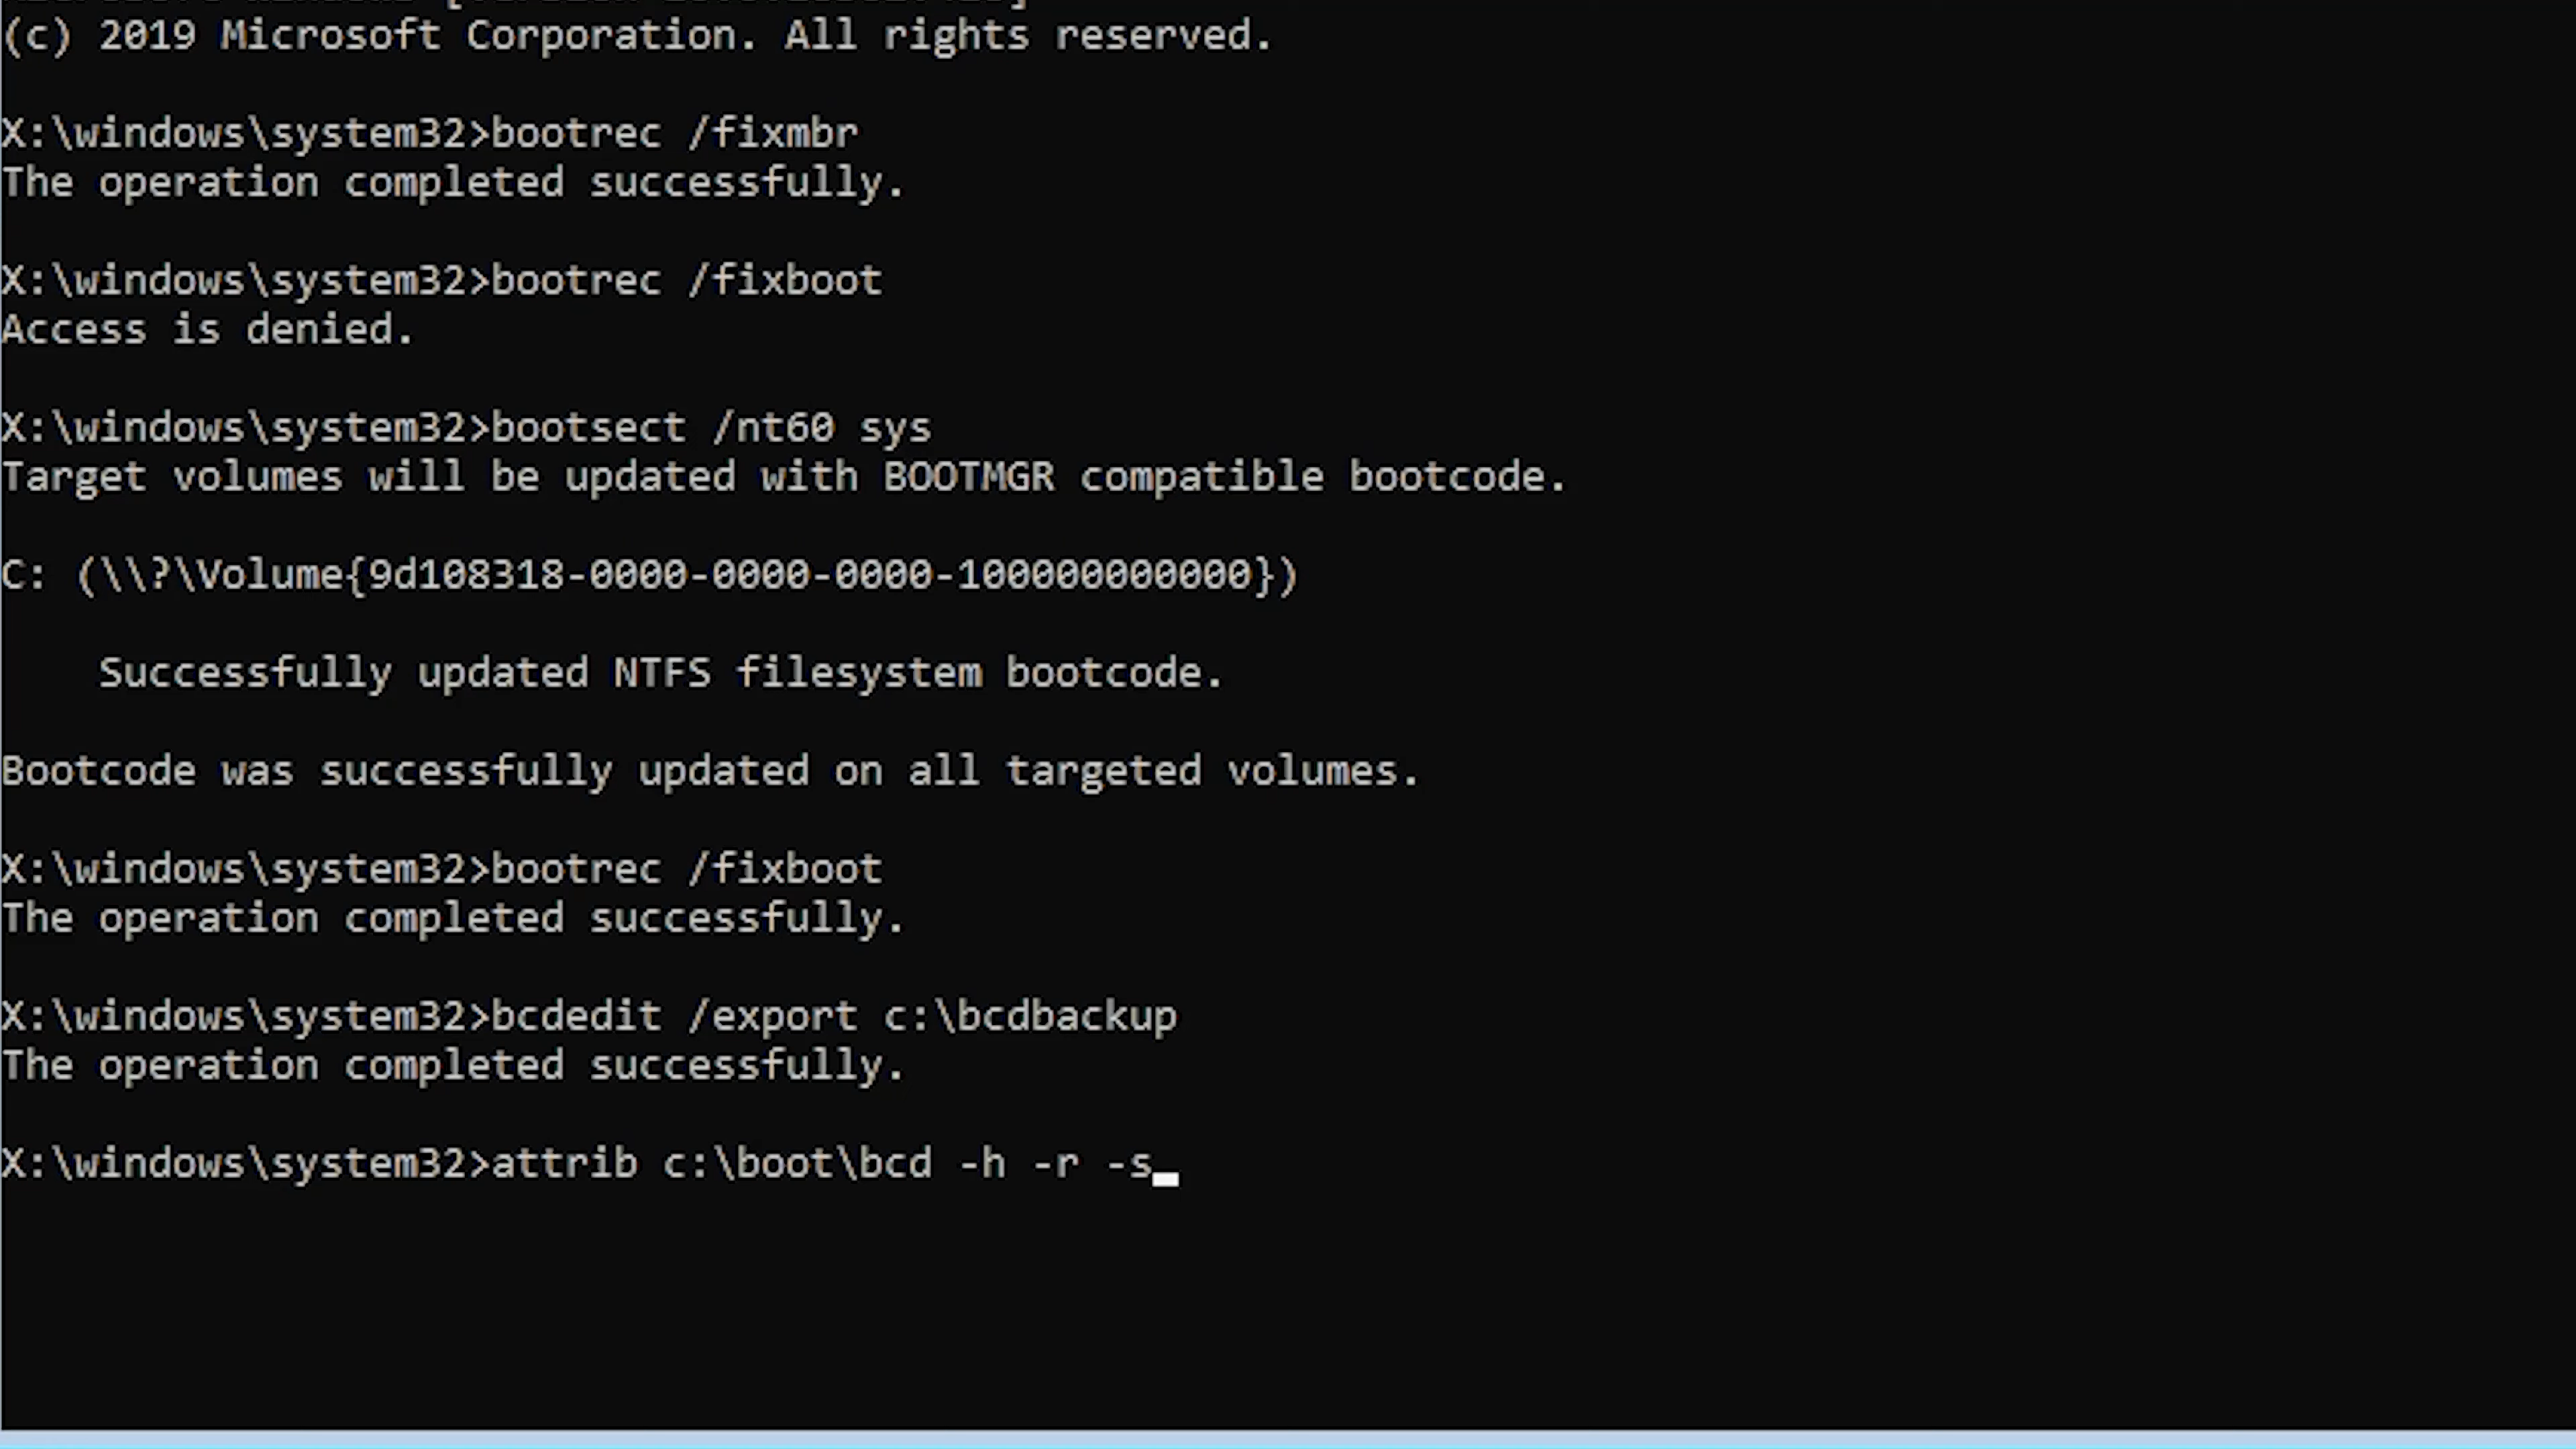 (c) 2019 Microsoft Corporation. All rights reserved.
X:\windows\system32>bootrec /fixmbr
The operation completed successfully.
X:\windows\system32>bootrec /fixboot
Access is denied.
X:\windows\system32>bootsect /nt60 sys
Target volumes will be updated with BOOTMGR compatible bootcode.
C: (\\?\Volume{9d108318-0000-0000-0000-100000000000})
Successfully updated NTFS filesystem bootcode.
Bootcode was successfully updated on all targeted volumes.
X:\windows\system32>bootrec /fixboot
The operation completed successfully.
X:\windows\system32>bcdedit /export c:\bcdbackup
The operation completed successfully.
X:\windows\system32>attrib c:\boot\bcd -h -r -s